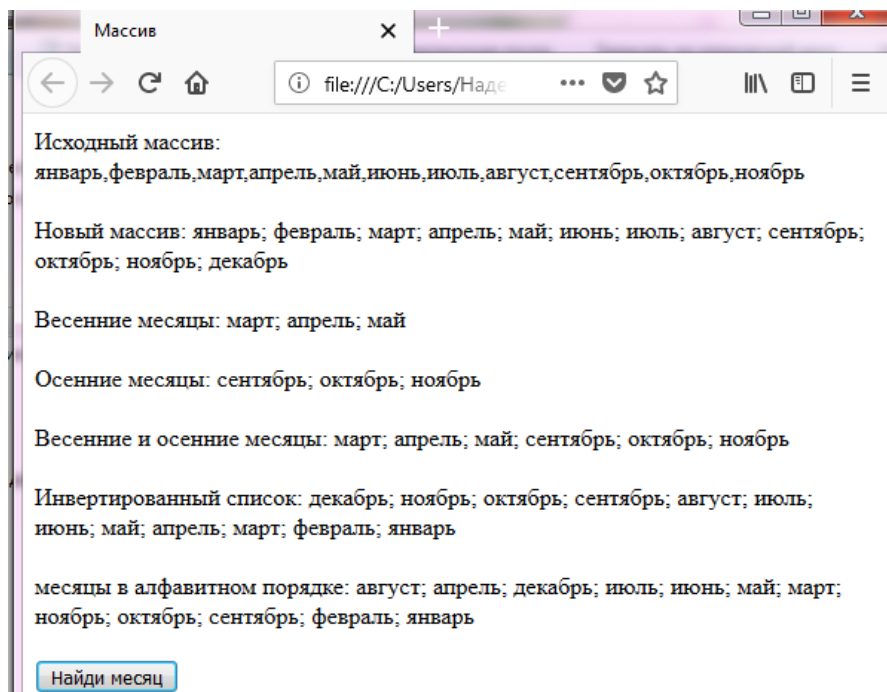 Массив
file:///C:/Users/Наде
Исходный массив:
январь,февраль,март,апрель,май,июнь,июль,август,сентябрь,октябрь,ноябрь
Новый массив: январь; февраль; март; апрель; май; июнь; июль; август; сентябрь;
октябрь; ноябрь; декабрь
Весенние месяцы: март; апрель; май
Осенние месяцы: сентябрь; октябрь; ноябрь
Весенние и осенние месяцы: март; апрель; май; сентябрь; октябрь; ноябрь
Инвертированный список: декабрь; ноябрь; октябрь; сентябрь; август; июль;
июнь; май; апрель; март; февраль; январь
месяцы в алфавитном порядке: август; апрель; декабрь; июль; июнь; май; март;
ноябрь; октябрь; сентябрь; февраль; январь
Найди месяц